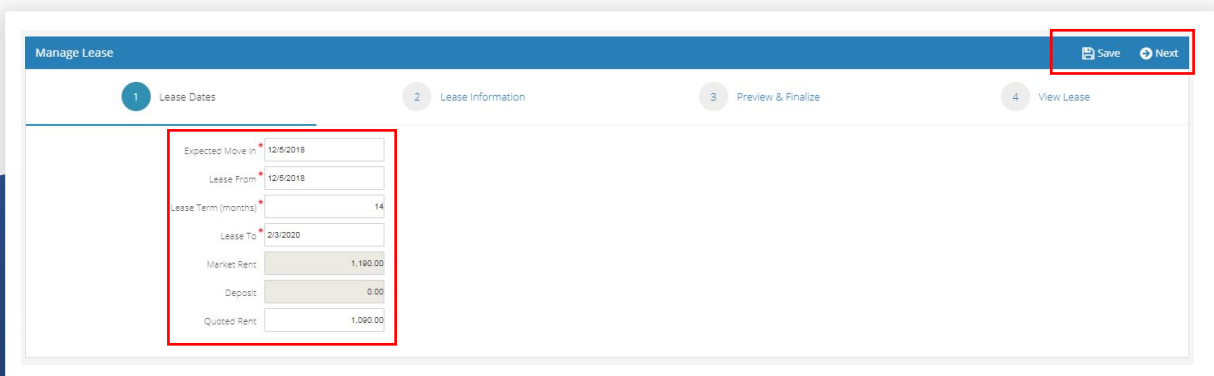 Manage Lease Save Next
1 Lease Dates 2 Lease Information 3 Preview & Finalize 4 View Lease
Expected Move In * 12/5/2018
Lease From * 12/5/2018
Lease Term (months) * 14
Lease To * 2/3/2020
Market Rent 1,190.00
Deposit 0.00
Quoted Rent 1,090.00